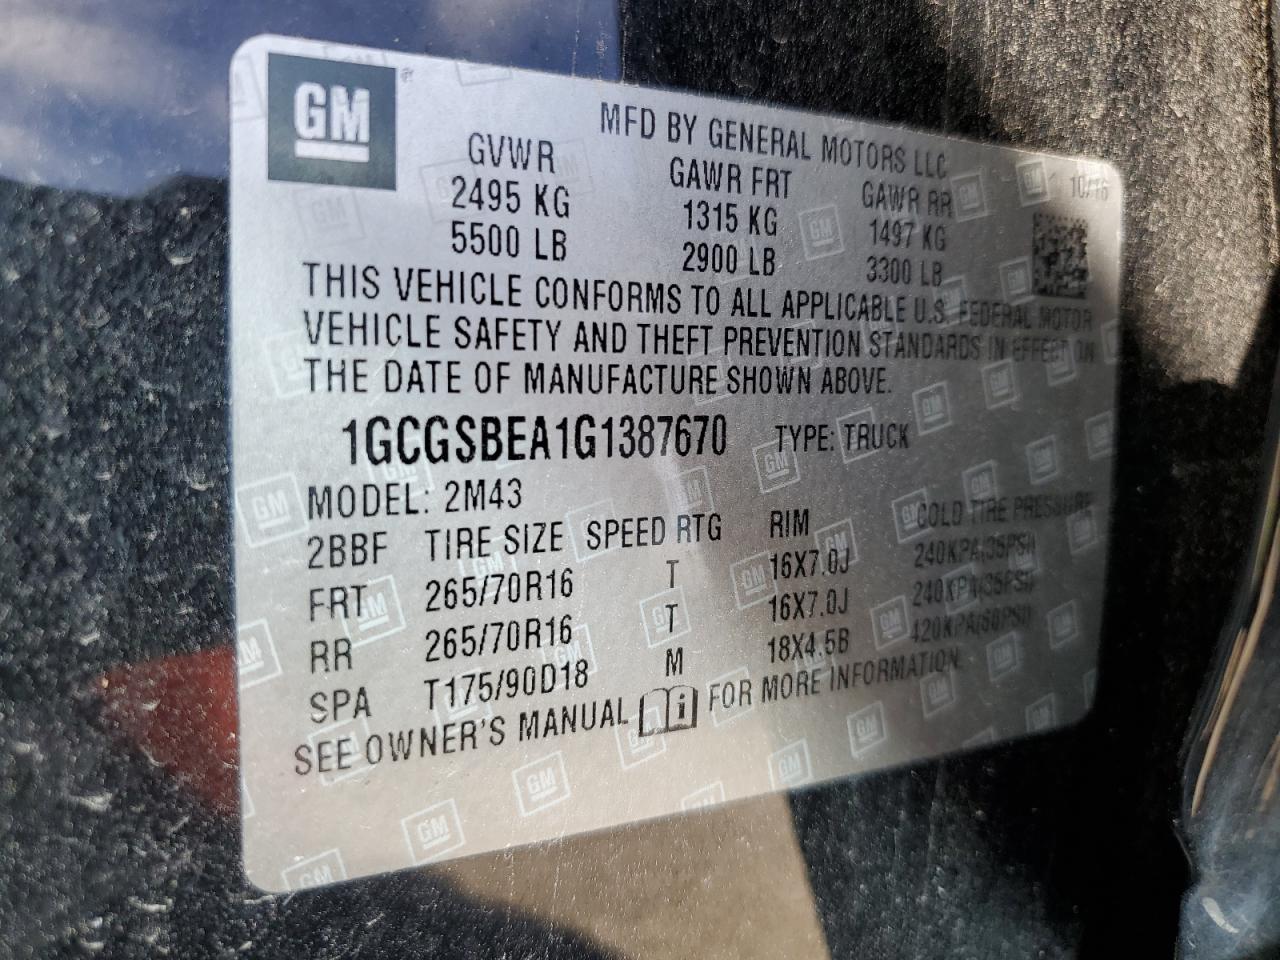 GM
MFD BY GENERAL MOTORS LLC
GVWR GAWR FRT GAWR RR 10/16
2495 KG 1315 KG 1497 KG
5500 LB 2900 LB 3300 LB
THIS VEHICLE CONFORMS TO ALL APPLICABLE U.S. FEDERAL MOTOR
VEHICLE SAFETY AND THEFT PREVENTION STANDARDS IN EFFECT ON
THE DATE OF MANUFACTURE SHOWN ABOVE.
1GCGSBEA1G1387670 TYPE: TRUCK
MODEL: 2M43
2BBF TIRE SIZE SPEED RTG RIM COLD TIRE PRESSURE
FRT 265/70R16 T 16X7.0J 240KPA(35PSI)
RR 265/70R16 T 16X7.0J 240KPA(35PSI)
SPA T175/90D18 M 18X4.5B 420KPA(60PSI)
SEE OWNER'S MANUAL FOR MORE INFORMATION